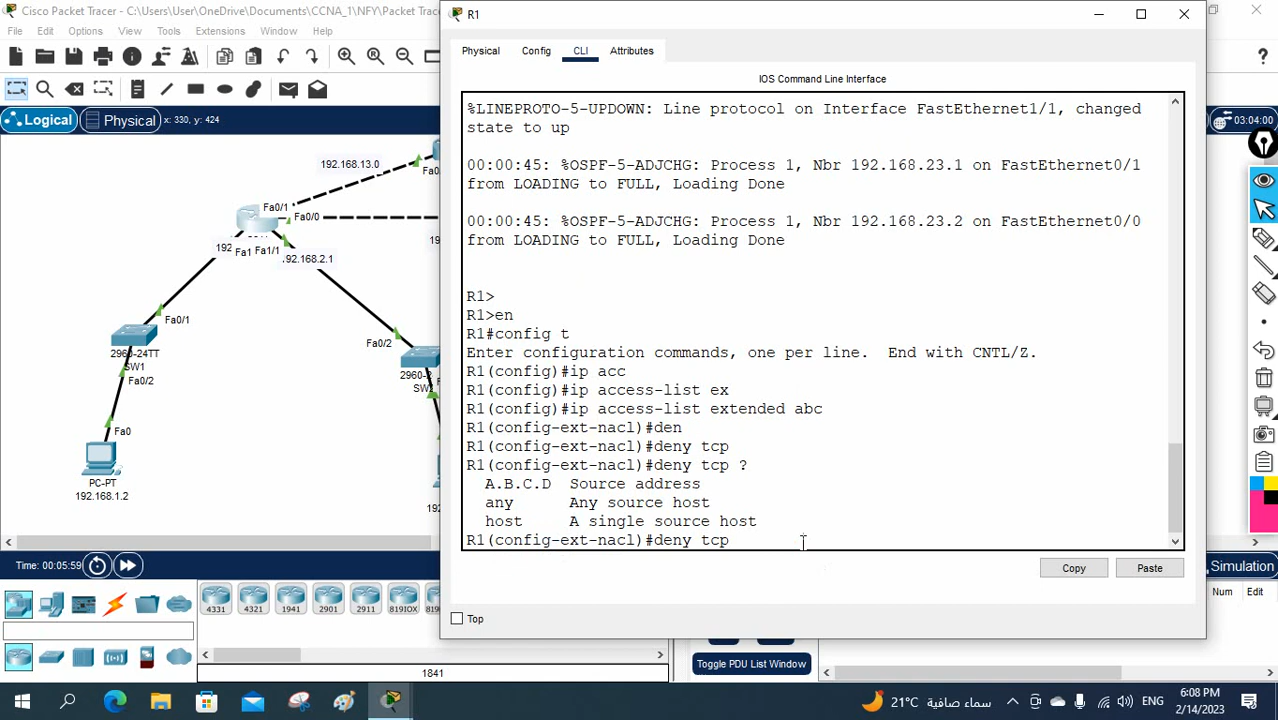 Cisco Packet Tracer - C:\Users\User\OneDrive\Documents\CCNA_1\NFY\Packet Trac
File Edit Options View Tools Extensions Window Help
Logical Physical x: 330, y: 424
03:04:00
R1
Physical Config CLI Attributes
IOS Command Line Interface
%LINEPROTO-5-UPDOWN: Line protocol on Interface FastEthernet1/1, changed
state to up
00:00:45: %OSPF-5-ADJCHG: Process 1, Nbr 192.168.23.1 on FastEthernet0/1
from LOADING to FULL, Loading Done
00:00:45: %OSPF-5-ADJCHG: Process 1, Nbr 192.168.23.2 on FastEthernet0/0
from LOADING to FULL, Loading Done
R1>
R1>en
R1#config t
Enter configuration commands, one per line.  End with CNTL/Z.
R1(config)#ip acc
R1(config)#ip access-list ex
R1(config)#ip access-list extended abc
R1(config-ext-nacl)#den
R1(config-ext-nacl)#deny tcp
R1(config-ext-nacl)#deny tcp ?
A.B.C.D  Source address
any      Any source host
host     A single source host
R1(config-ext-nacl)#deny tcp
Copy Paste
Top
192.168.13.0
Fa0/1
Fa0/0
192
Fa1 Fa1/1
192.168.2.1
Fa0/1
2960-24TT
SW1
Fa0/2
Fa0/2
2960-2
Fa0
PC-PT
192.168.1.2
Time: 00:05:59
Simulation
4331 4321 1941 2901 2911 819IOX
1841
Toggle PDU List Window
Num Edit
21°C سماء صافية
ENG
6:08 PM
2/14/2023